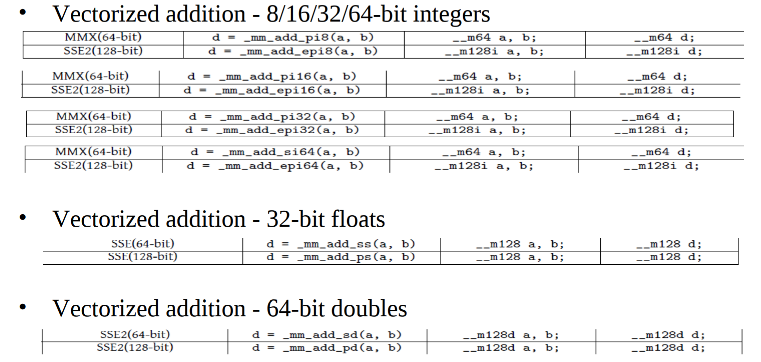 • Vectorized addition - 8/16/32/64-bit integers
MMX(64-bit) d = _mm_add_pi8(a, b) __m64 a, b; __m64 d;
SSE2(128-bit) d = _mm_add_epi8(a, b) __m128i a, b; __m128i d;
MMX(64-bit) d = _mm_add_pi16(a, b) __m64 a, b; __m64 d;
SSE2(128-bit) d = _mm_add_epi16(a, b) __m128i a, b; __m128i d;
MMX(64-bit) d = _mm_add_pi32(a, b) __m64 a, b; __m64 d;
SSE2(128-bit) d = _mm_add_epi32(a, b) __m128i a, b; __m128i d;
MMX(64-bit) d = _mm_add_si64(a, b) __m64 a, b; __m64 d;
SSE2(128-bit) d = _mm_add_epi64(a, b) __m128i a, b; __m128i d;
• Vectorized addition - 32-bit floats
SSE(64-bit) d = _mm_add_ss(a, b) __m128 a, b; __m128 d;
SSE(128-bit) d = _mm_add_ps(a, b) __m128 a, b; __m128 d;
• Vectorized addition - 64-bit doubles
SSE2(64-bit) d = _mm_add_sd(a, b) __m128d a, b; __m128d d;
SSE2(128-bit) d = _mm_add_pd(a, b) __m128d a, b; __m128d d;